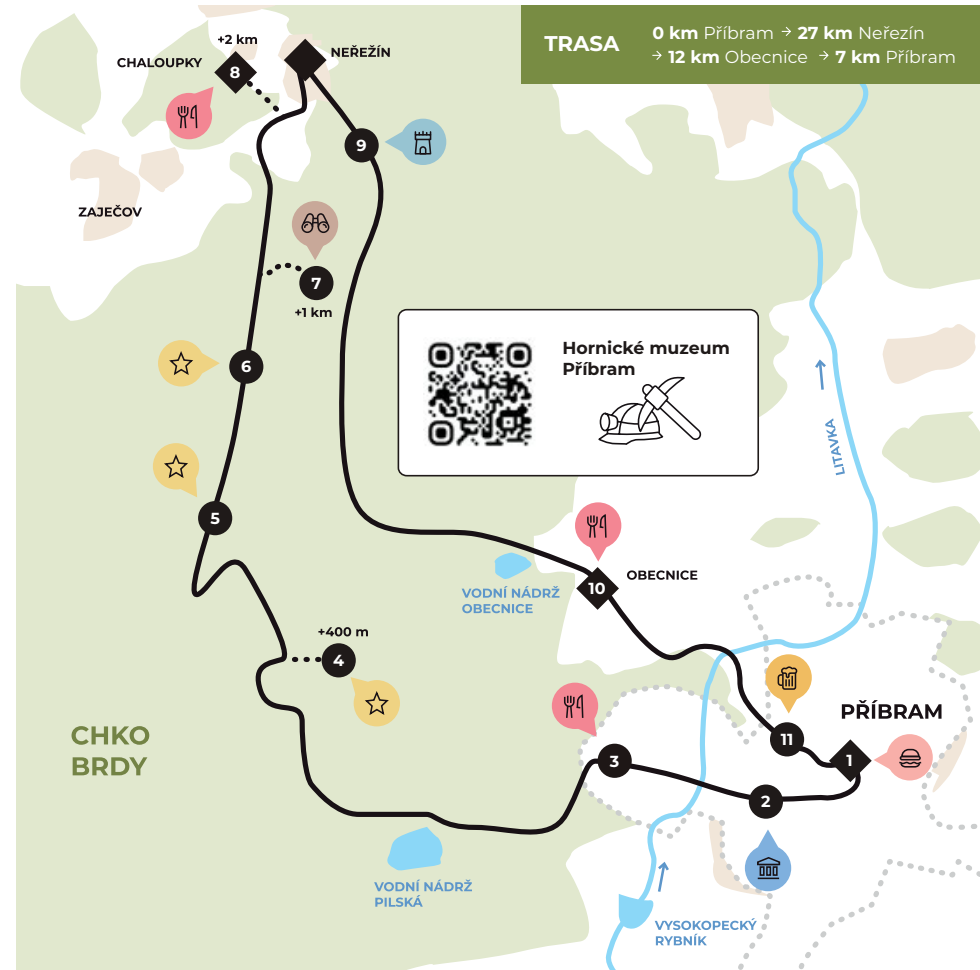 TRASA
0 km Příbram → 27 km Neřezín
→ 12 km Obecnice → 7 km Příbram
+2 km
CHALOUPKY
8
NEŘEŽÍN
9
ZAJEČOV
7
+1 km
6
Hornické muzeum
Příbram
LITAVKA
5
10
OBECNICE
VODNÍ NÁDRŽ
OBECNICE
+400 m
4
CHKO
BRDY
PŘÍBRAM
11
1
3
2
VODNÍ NÁDRŽ
PILSKÁ
VYSOKOPECKÝ
RYBNÍK